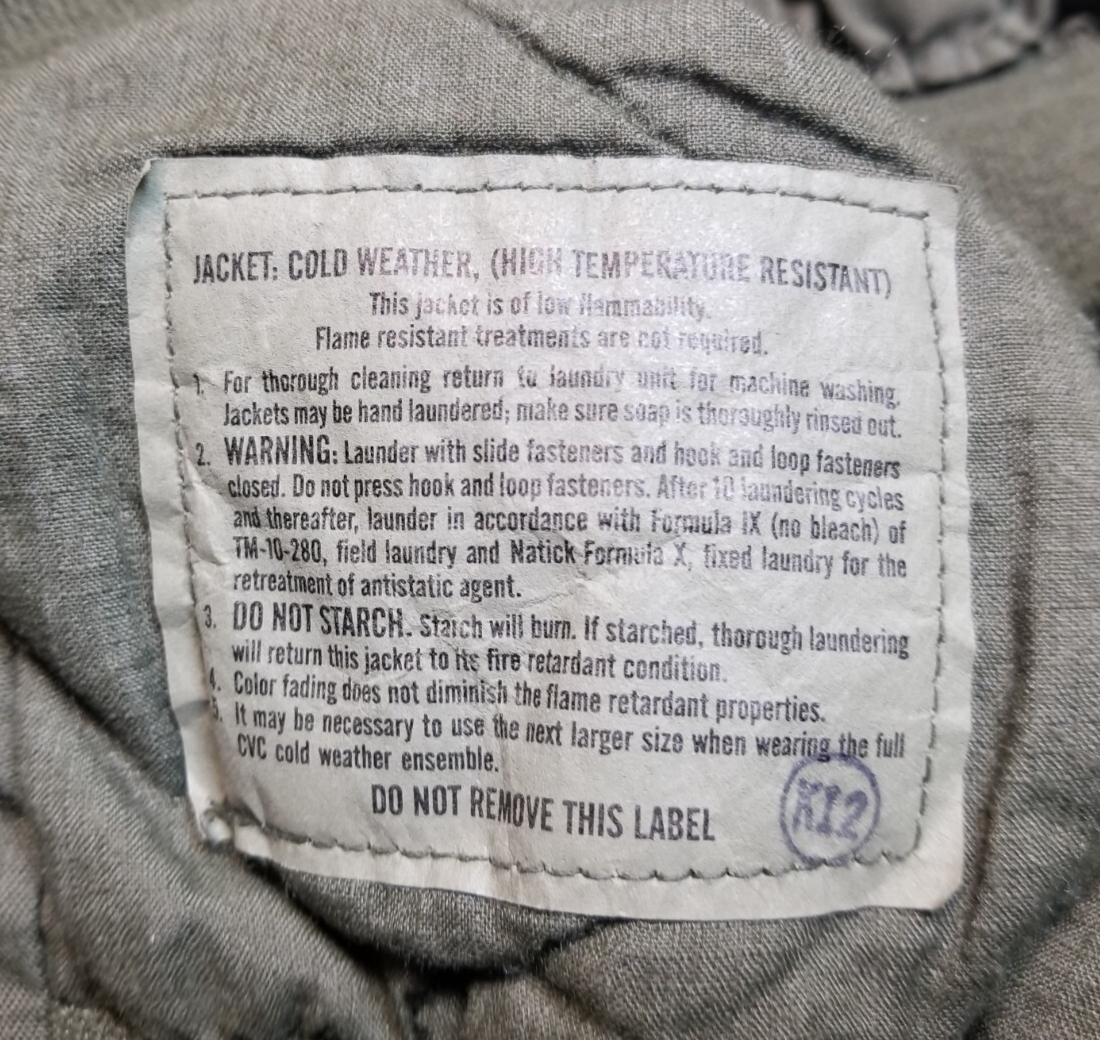 JACKET: COLD WEATHER, (HIGH TEMPERATURE RESISTANT)
This jacket is of low flammability.
Flame resistant treatments are not required.
1. For thorough cleaning return to laundry unit for machine washing.
Jackets may be hand laundered; make sure soap is thoroughly rinsed out.
2. WARNING: Launder with slide fasteners and hook and loop fasteners
closed. Do not press hook and loop fasteners. After 10 laundering cycles
and thereafter, launder in accordance with Formula IX (no bleach) of
TM-10-280, field laundry and Natick Formula X, fixed laundry for the
retreatment of antistatic agent.
3. DO NOT STARCH. Starch will burn. If starched, thorough laundering
will return this jacket to its fire retardant condition.
4. Color fading does not diminish the flame retardant properties.
5. It may be necessary to use the next larger size when wearing the full
CVC cold weather ensemble.
DO NOT REMOVE THIS LABEL
KI2